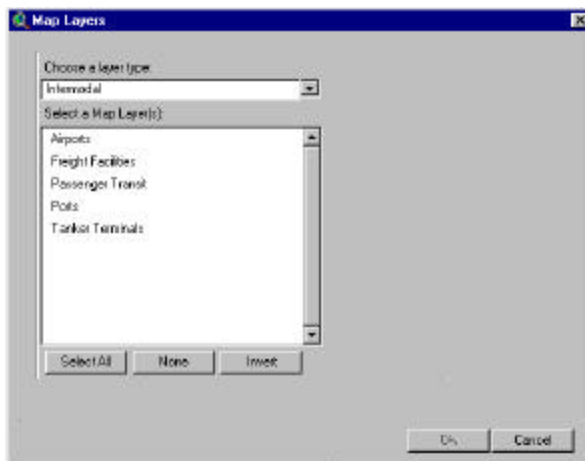 Map Layers
Choose a layer type:
Intermodal
Select a Map Layer(s):
Airports
Freight Facilities
Passenger Transit
Ports
Tanker Terminals
Select All None Invert
Ok Cancel